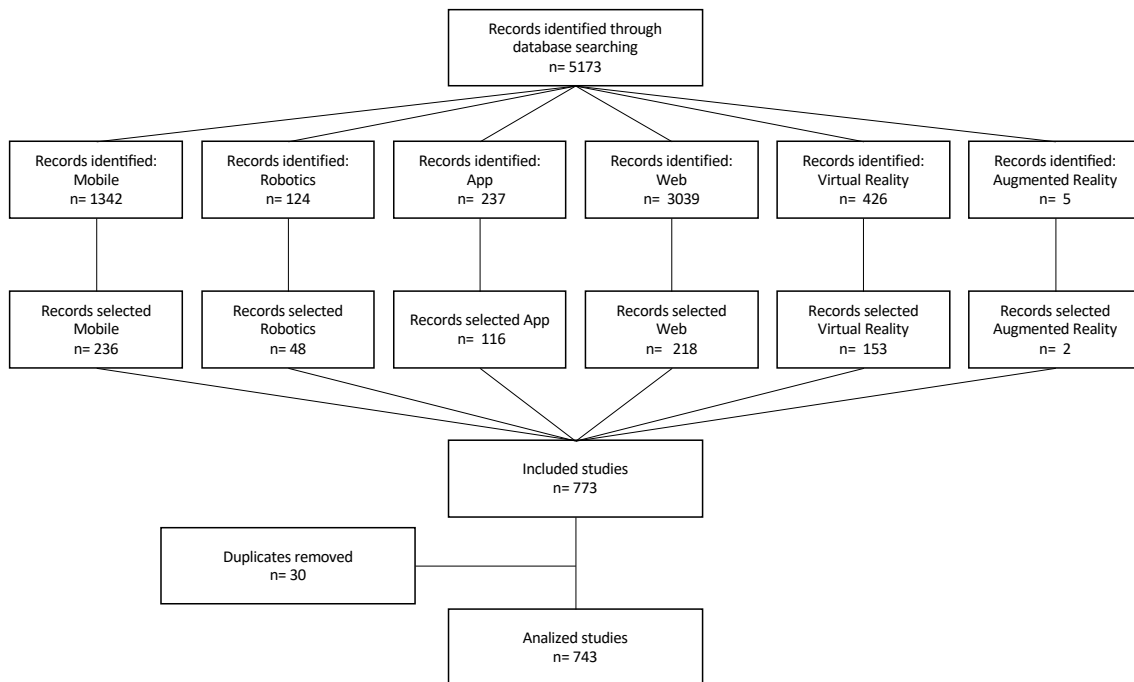 Records identified through
database searching
n= 5173
Records identified:
Mobile
n= 1342
Records identified:
Robotics
n= 124
Records identified:
App
n= 237
Records identified:
Web
n= 3039
Records identified:
Virtual Reality
n= 426
Records identified:
Augmented Reality
n= 5
Records selected
Mobile
n= 236
Records selected
Robotics
n= 48
Records selected App
n= 116
Records selected
Web
n= 218
Records selected
Virtual Reality
n= 153
Records selected
Augmented Reality
n= 2
Included studies
n= 773
Duplicates removed
n= 30
Analized studies
n= 743